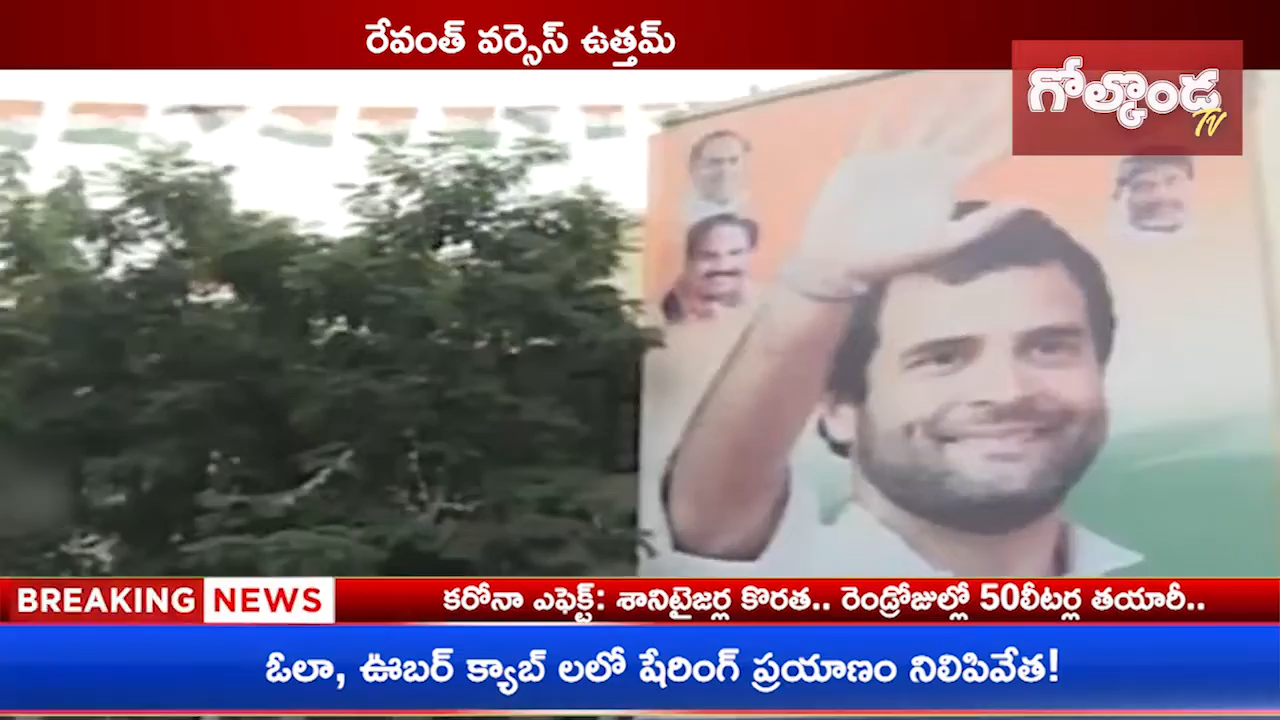 రేవంత్ వర్సెస్ ఉత్తమ్
గోల్కొండ
TV
BREAKING NEWS
కరోనా ఎఫెక్ట్: శానిటైజర్ల కొరత.. రెండ్రోజుల్లో 50లీటర్ల తయారీ..
ఓలా, ఊబర్ క్యాబ్ లలో షేరింగ్ ప్రయాణం నిలిపివేత!